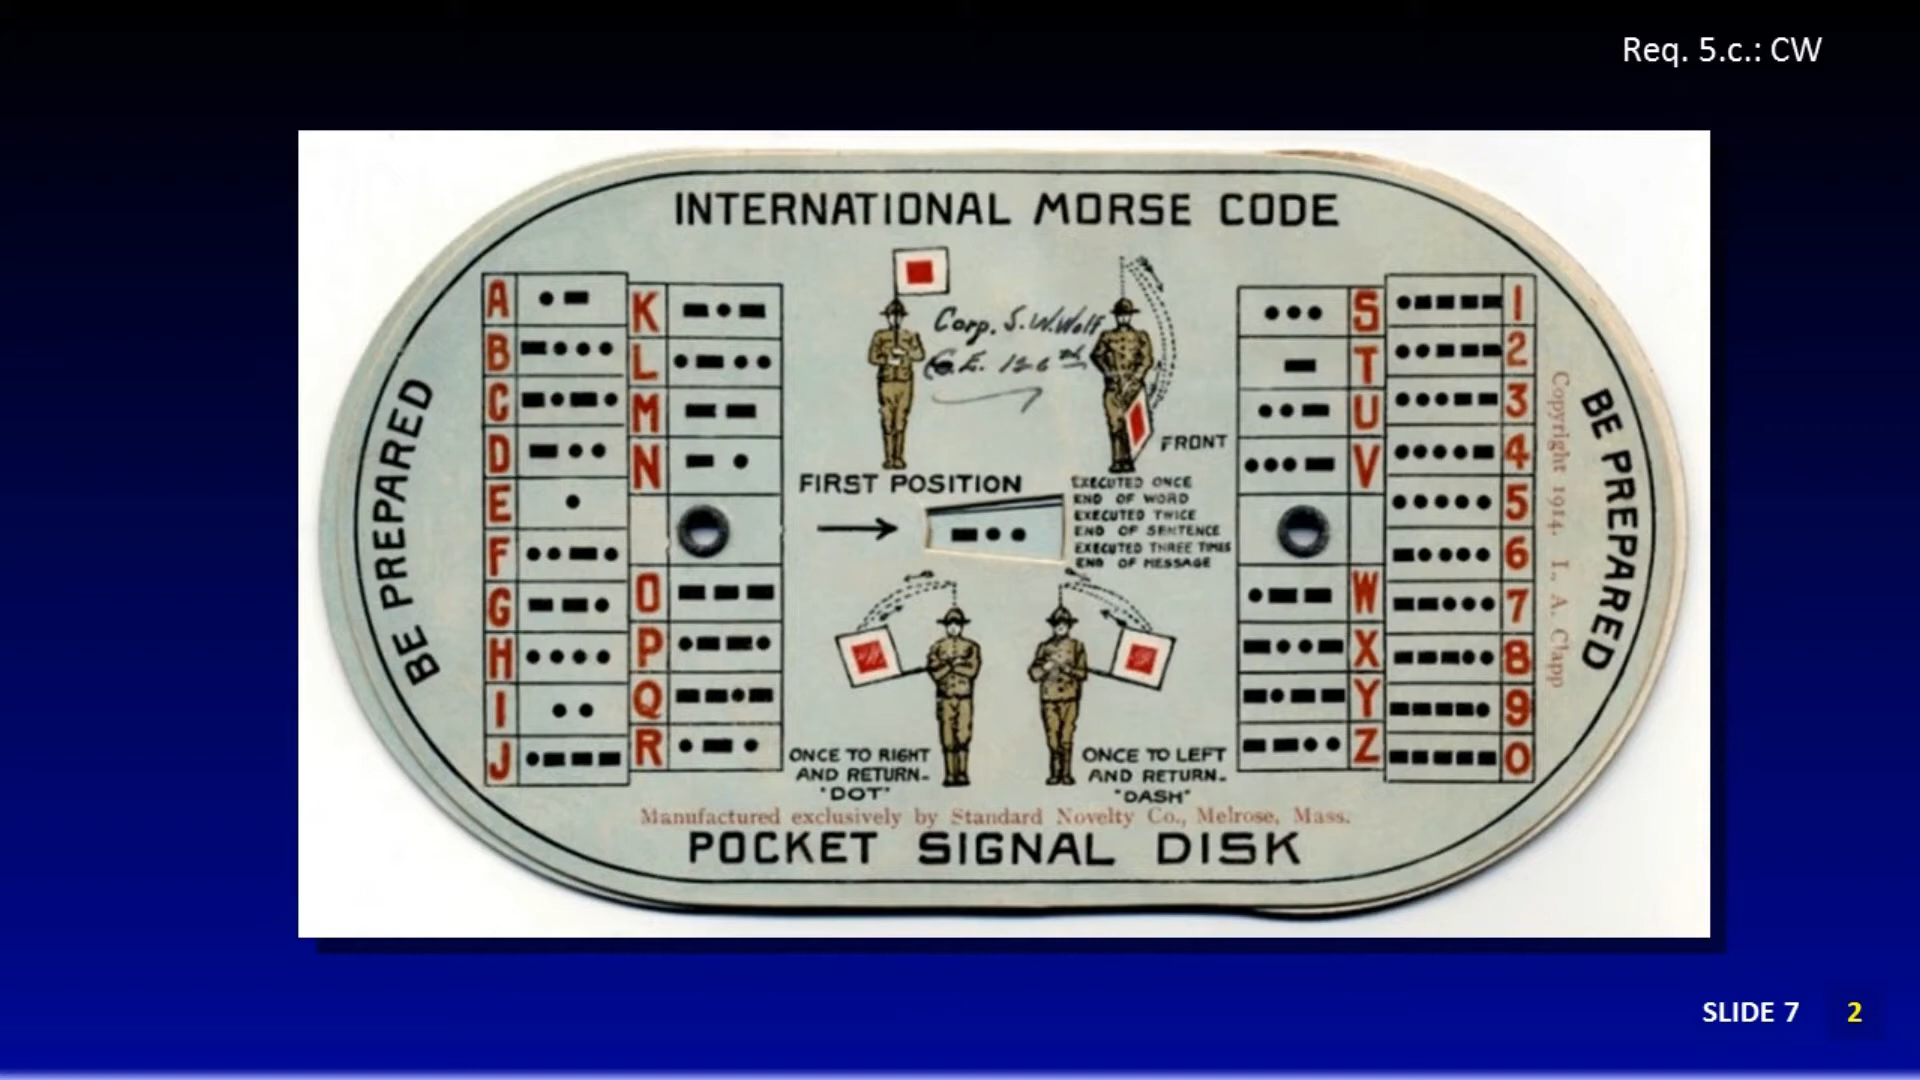 Req. 5.c.: CW
INTERNATIONAL MORSE CODE
A
B
C
D
E
F
G
H
I
J
K
L
M
N
O
P
Q
R
Corp. S. W. Wolf
E. 126th
FRONT
FIRST POSITION
EXECUTED ONCE
END OF WORD
EXECUTED TWICE
END OF SENTENCE
EXECUTED THREE TIMES
END OF MESSAGE
ONCE TO RIGHT
AND RETURN-
"DOT"
ONCE TO LEFT
AND RETURN-
"DASH"
S
T
U
V
W
X
Y
Z
1
2
3
4
5
6
7
8
9
0
BE PREPARED
BE PREPARED
Copyright 1914. I. A. Clapp
Manufactured exclusively by Standard Novelty Co., Melrose, Mass.
POCKET SIGNAL DISK
SLIDE 7 2